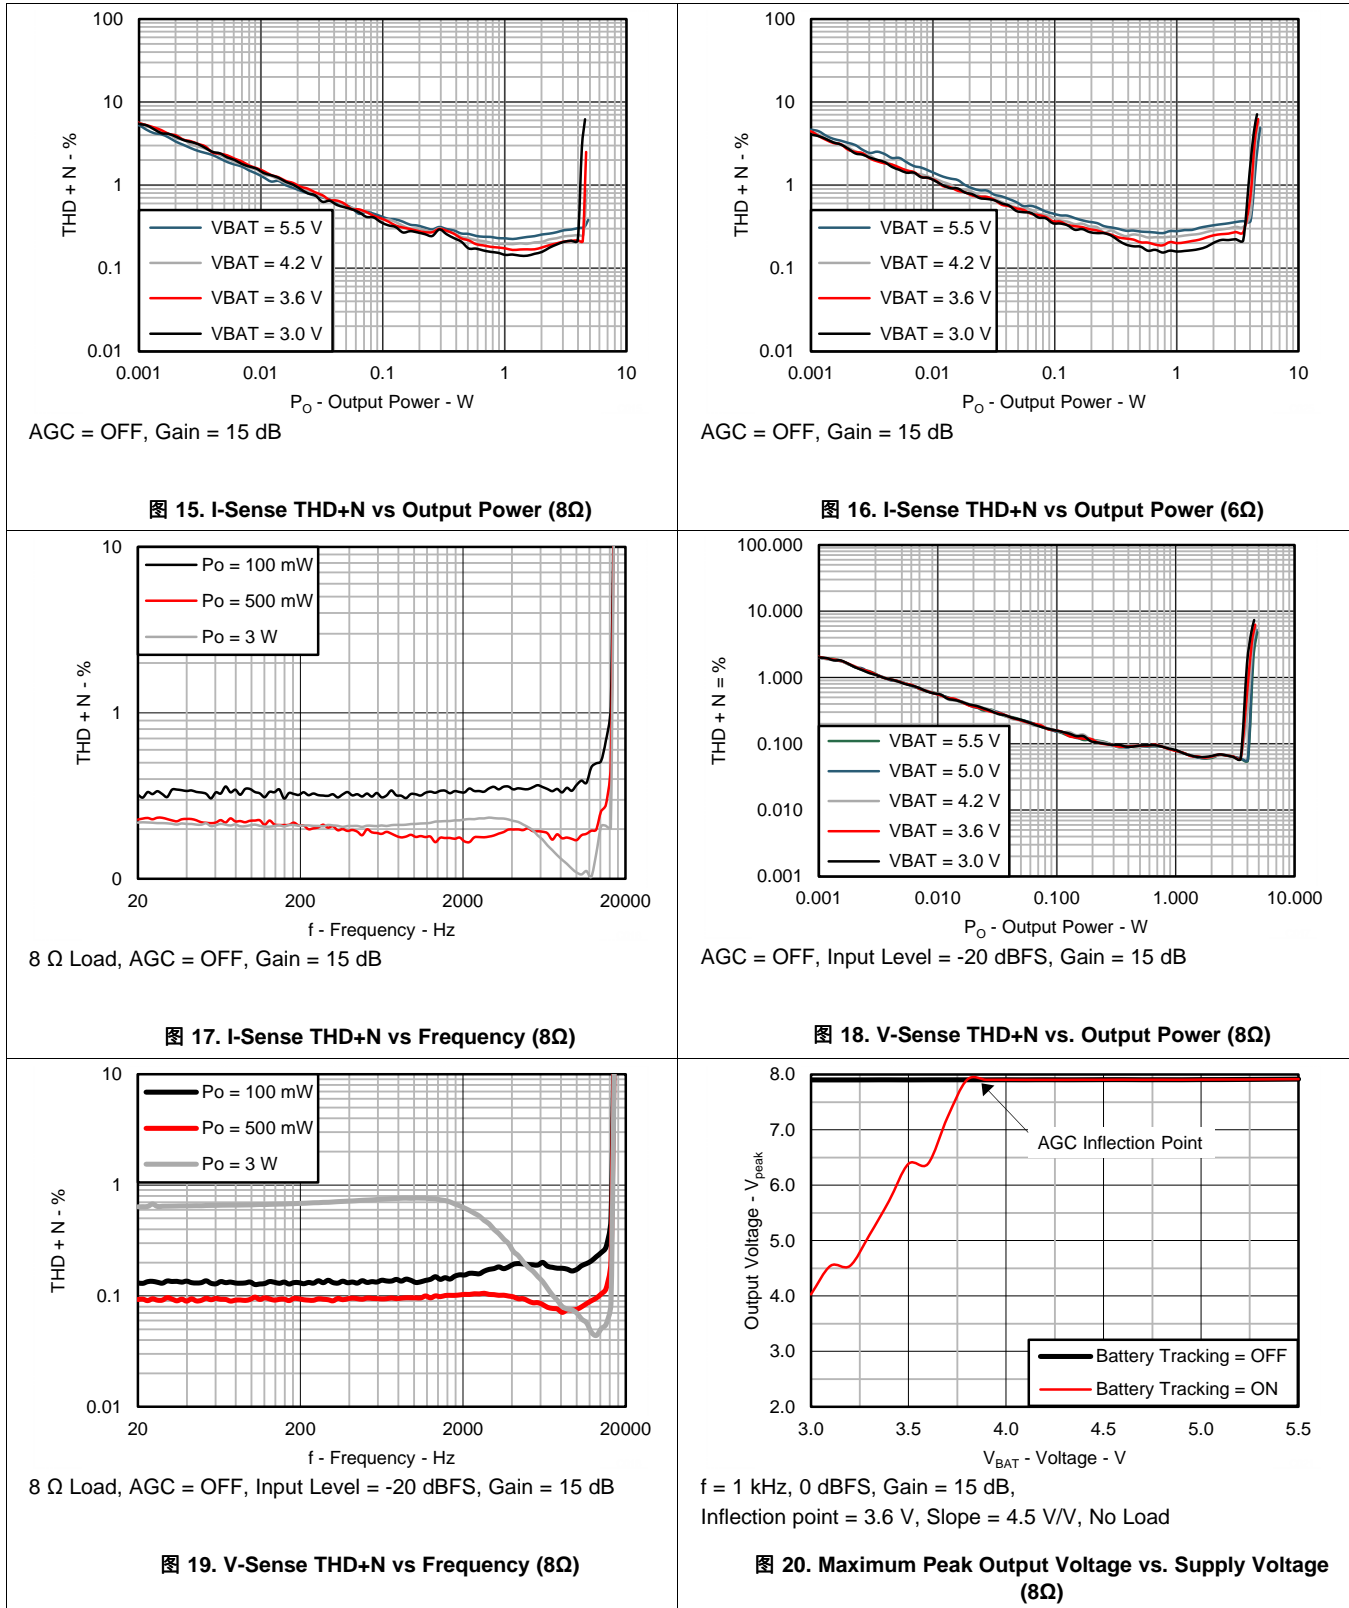 100
10
1
0.1
0.01
THD + N - %
VBAT = 5.5 V
VBAT = 4.2 V
VBAT = 3.6 V
VBAT = 3.0 V
0.001 0.01 0.1 1 10
PO - Output Power - W
AGC = OFF, Gain = 15 dB
图 15. I-Sense THD+N vs Output Power (8Ω)
100
10
1
0.1
0.01
THD + N - %
VBAT = 5.5 V
VBAT = 4.2 V
VBAT = 3.6 V
VBAT = 3.0 V
0.001 0.01 0.1 1 10
PO - Output Power - W
AGC = OFF, Gain = 15 dB
图 16. I-Sense THD+N vs Output Power (6Ω)
10
1
0
THD + N - %
Po = 100 mW
Po = 500 mW
Po = 3 W
20 200 2000 20000
f - Frequency - Hz
8 Ω Load, AGC = OFF, Gain = 15 dB
图 17. I-Sense THD+N vs Frequency (8Ω)
100.000
10.000
1.000
0.100
0.010
0.001
THD + N = %
VBAT = 5.5 V
VBAT = 5.0 V
VBAT = 4.2 V
VBAT = 3.6 V
VBAT = 3.0 V
0.001 0.010 0.100 1.000 10.000
PO - Output Power - W
AGC = OFF, Input Level = -20 dBFS, Gain = 15 dB
图 18. V-Sense THD+N vs. Output Power (8Ω)
10
1
0.1
0.01
THD + N - %
Po = 100 mW
Po = 500 mW
Po = 3 W
20 200 2000 20000
f - Frequency - Hz
8 Ω Load, AGC = OFF, Input Level = -20 dBFS, Gain = 15 dB
图 19. V-Sense THD+N vs Frequency (8Ω)
8.0
7.0
6.0
5.0
4.0
3.0
2.0
Output Voltage - Vpeak
AGC Inflection Point
Battery Tracking = OFF
Battery Tracking = ON
3.0 3.5 4.0 4.5 5.0 5.5
VBAT - Voltage - V
f = 1 kHz, 0 dBFS, Gain = 15 dB,
Inflection point = 3.6 V, Slope = 4.5 V/V, No Load
图 20. Maximum Peak Output Voltage vs. Supply Voltage
(8Ω)